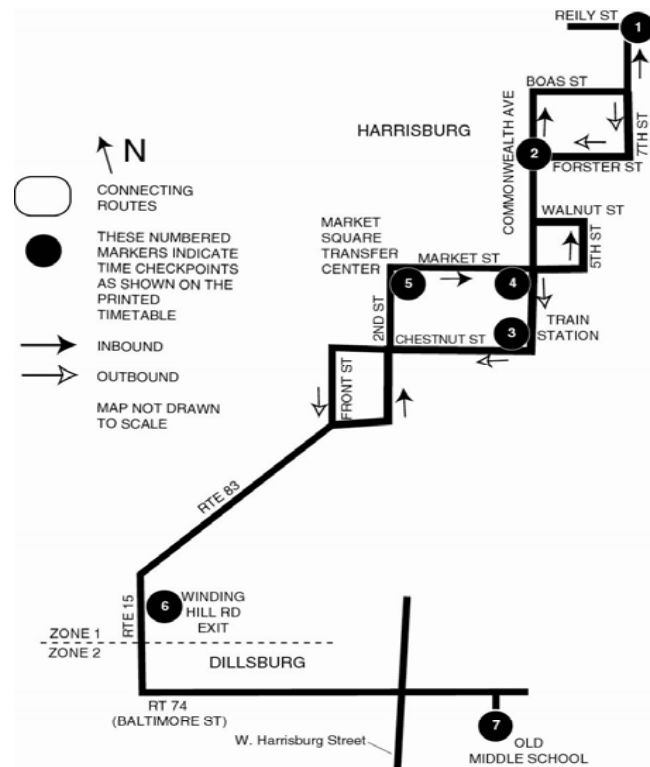 REILY ST
1
BOAS ST
COMMONWEALTH AVE
HARRISBURG
7TH ST
2
FORSTER ST
N
CONNECTING
ROUTES
THESE NUMBERED
MARKERS INDICATE
TIME CHECKPOINTS
AS SHOWN ON THE
PRINTED
TIMETABLE
INBOUND
OUTBOUND
MAP NOT DRAWN
TO SCALE
WALNUT ST
5TH ST
MARKET
SQUARE
TRANSFER
CENTER
MARKET ST
5
4
2ND ST
3
TRAIN
STATION
CHESTNUT ST
FRONT ST
RTE 83
6
WINDING
HILL RD
EXIT
RTE 15
ZONE 1
ZONE 2
DILLSBURG
RT 74
(BALTIMORE ST)
W. Harrisburg Street
7
OLD
MIDDLE SCHOOL